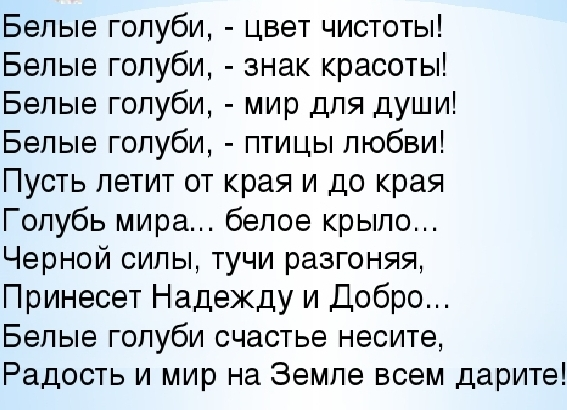 Белые голуби, - цвет чистоты!
Белые голуби, - знак красоты!
Белые голуби, - мир для души!
Белые голуби, - птицы любви!
Пусть летит от края и до края
Голубь мира... белое крыло...
Черной силы, тучи разгоняя,
Принесет Надежду и Добро...
Белые голуби счастье несите,
Радость и мир на Земле всем дарите!